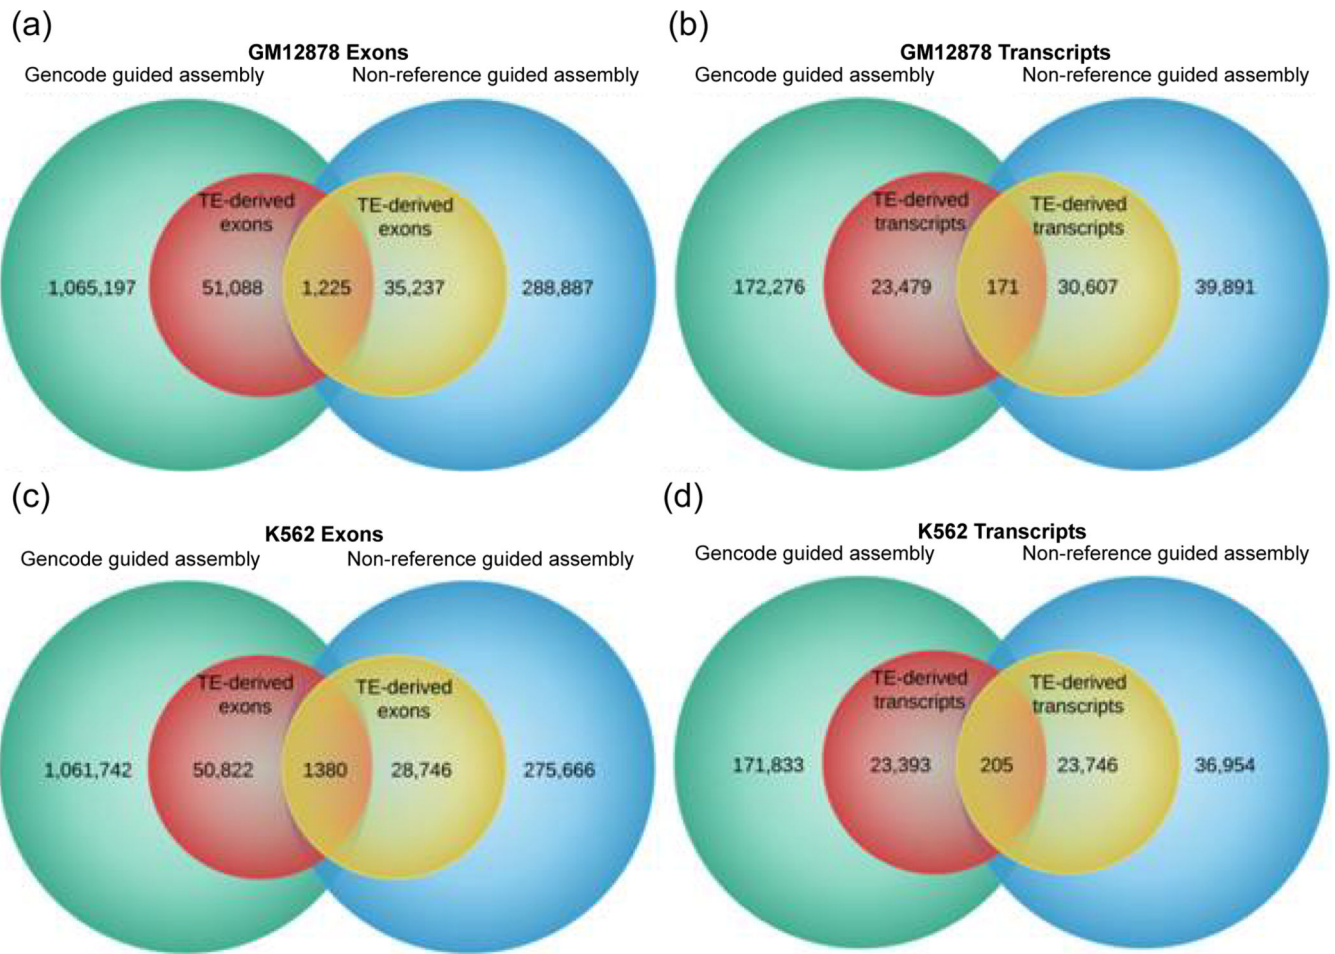 (a)
GM12878 Exons
Gencode guided assembly
Non-reference guided assembly
TE-derived
exons
TE-derived
exons
1,065,197
51,088
1,225
35,237
288,887
(b)
GM12878 Transcripts
Gencode guided assembly
Non-reference guided assembly
TE-derived
transcripts
TE-derived
transcripts
172,276
23,479
171
30,607
39,891
(c)
K562 Exons
Gencode guided assembly
Non-reference guided assembly
TE-derived
exons
TE-derived
exons
1,061,742
50,822
1380
28,746
275,666
(d)
K562 Transcripts
Gencode guided assembly
Non-reference guided assembly
TE-derived
transcripts
TE-derived
transcripts
171,833
23,393
205
23,746
36,954